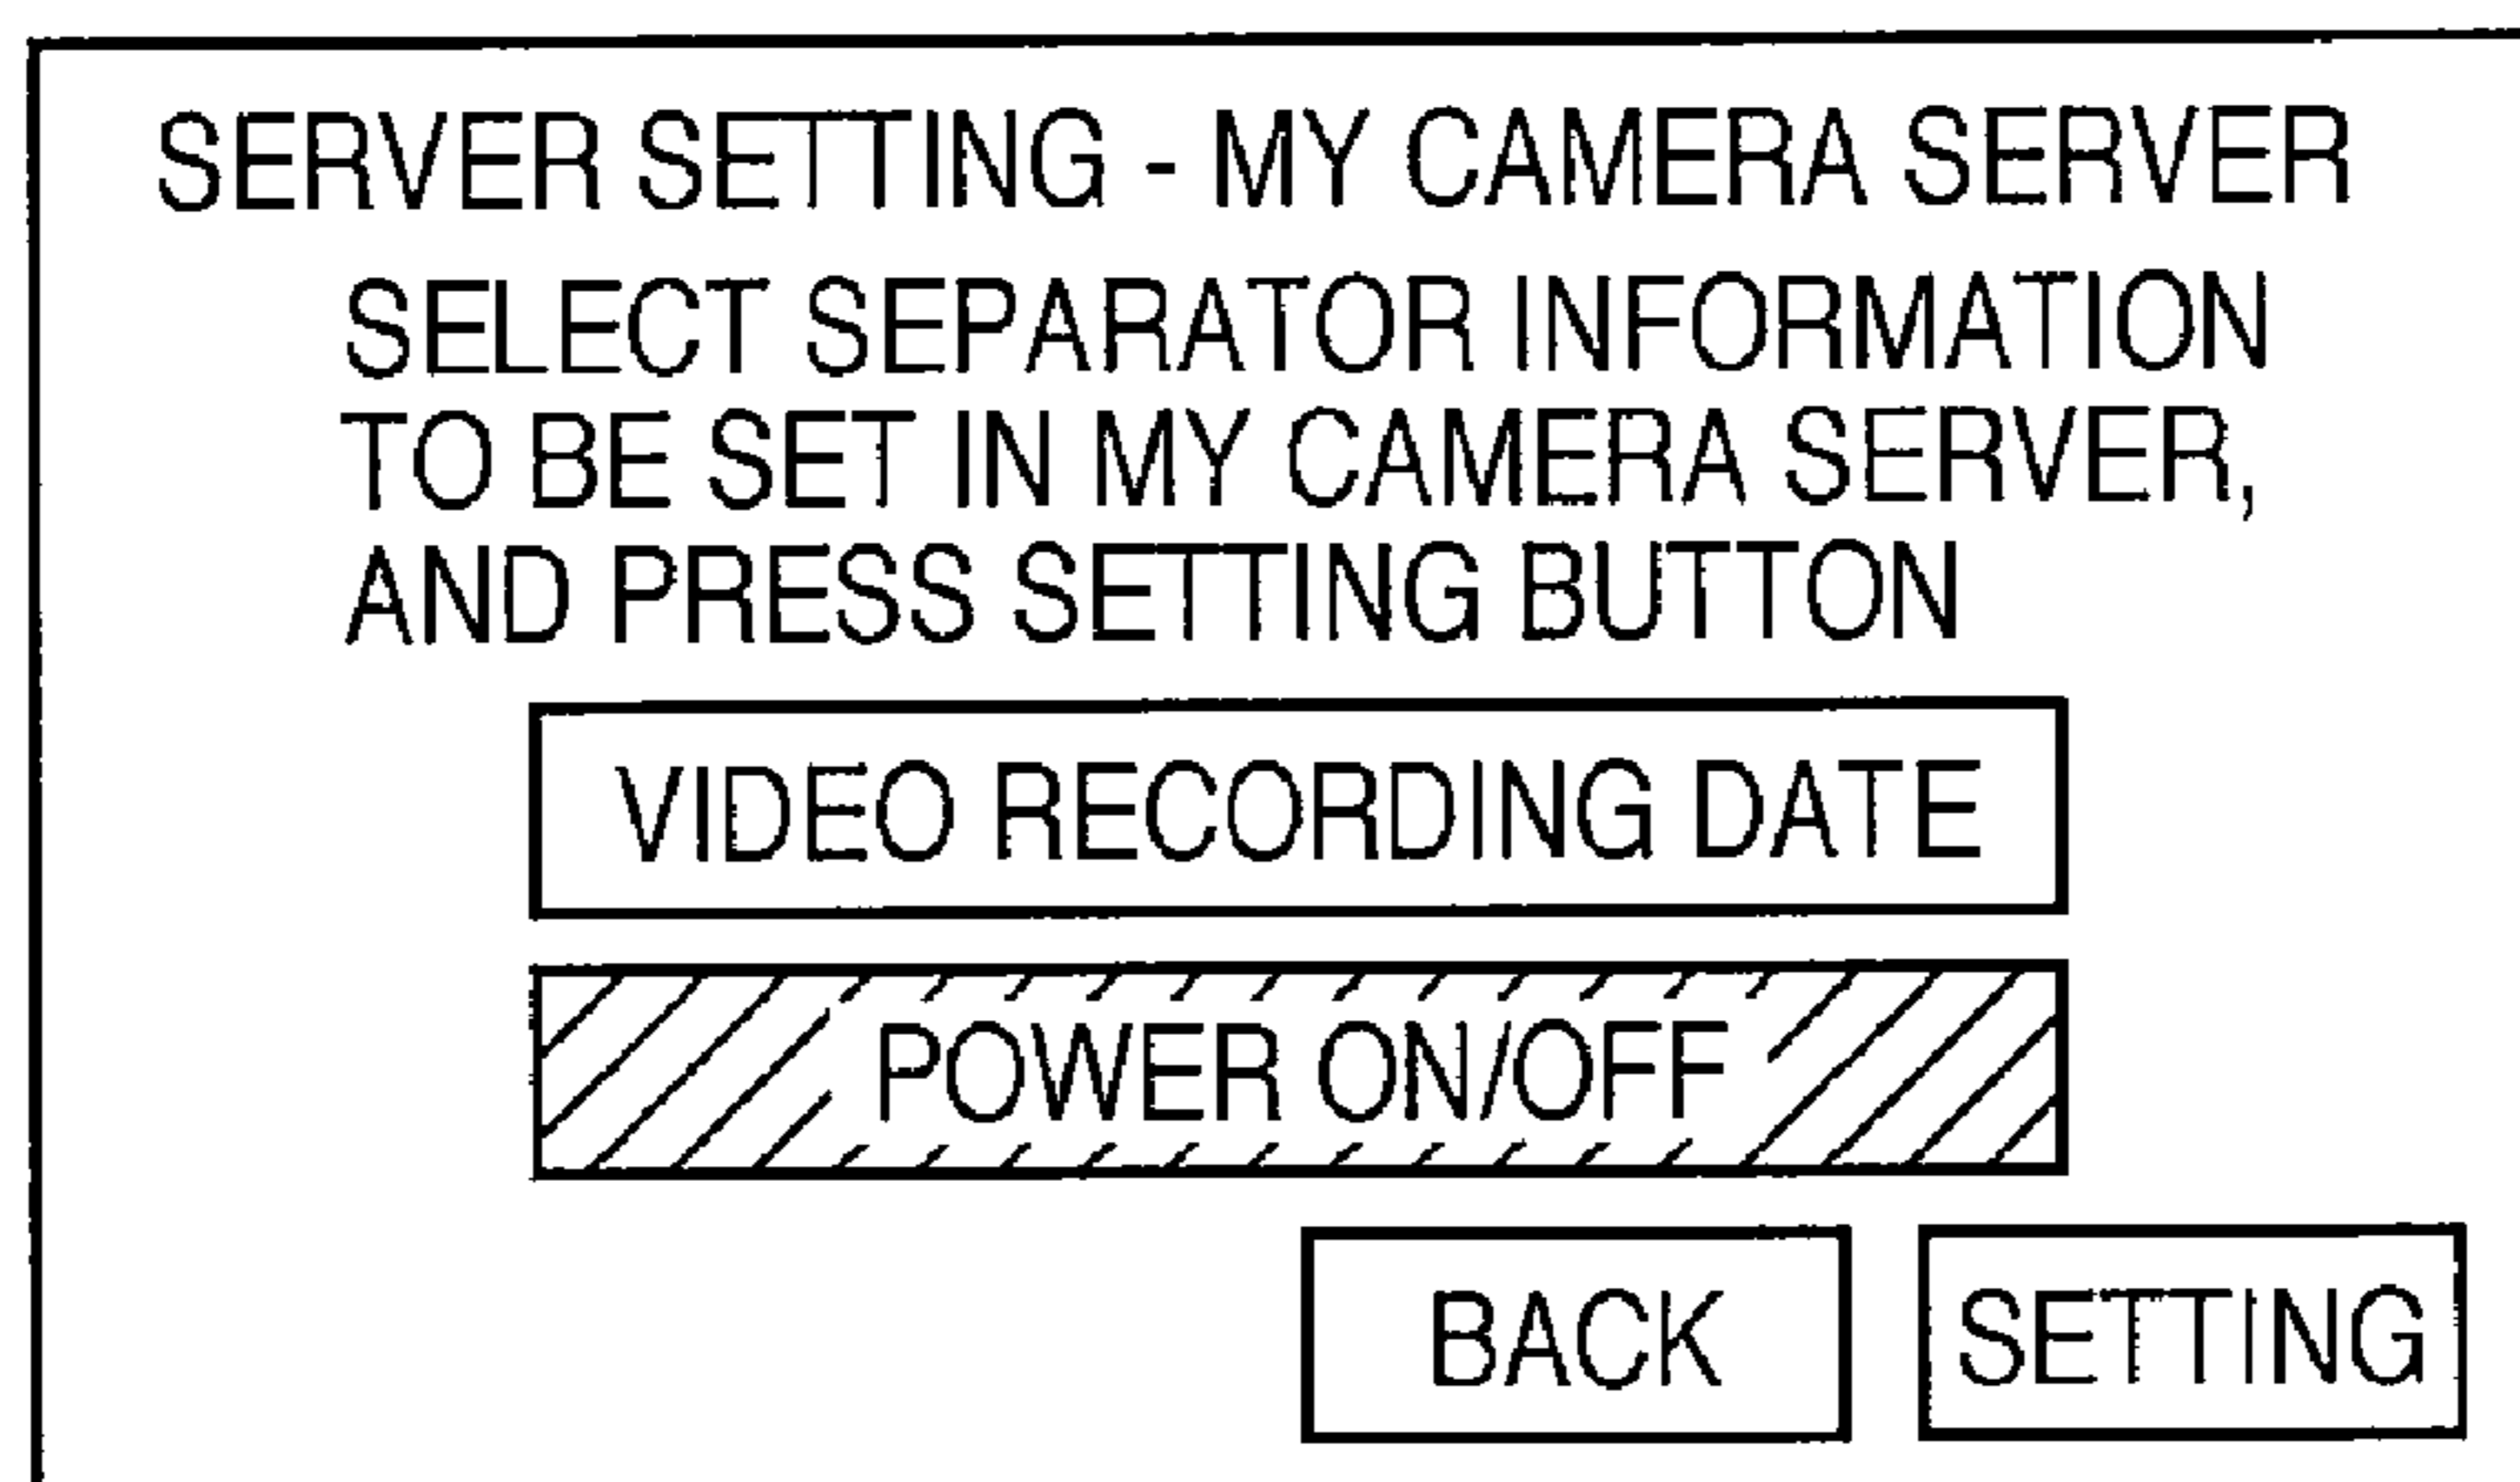 SERVER SETTING - MY CAMERA SERVER
SELECT SEPARATOR INFORMATION
TO BE SET IN MY CAMERA SERVER,
AND PRESS SETTING BUTTON
VIDEO RECORDING DATE
POWER ON/OFF
BACK
SETTING